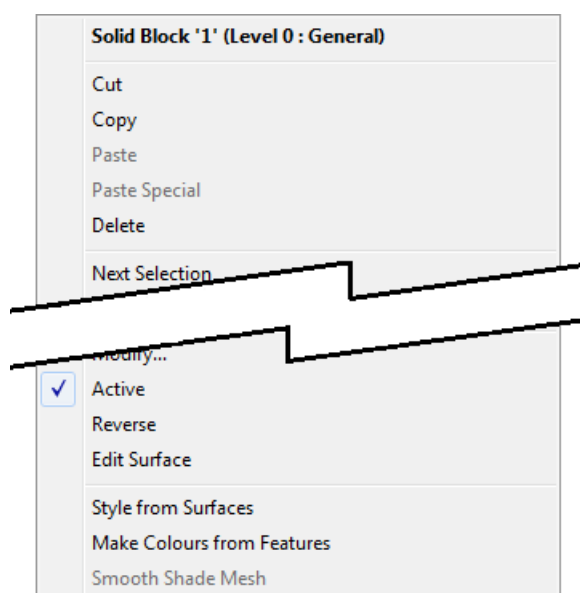 Solid Block '1' (Level 0 : General)
Cut
Copy
Paste
Paste Special
Delete
Next Selection
Modify...
Active
Reverse
Edit Surface
Style from Surfaces
Make Colours from Features
Smooth Shade Mesh